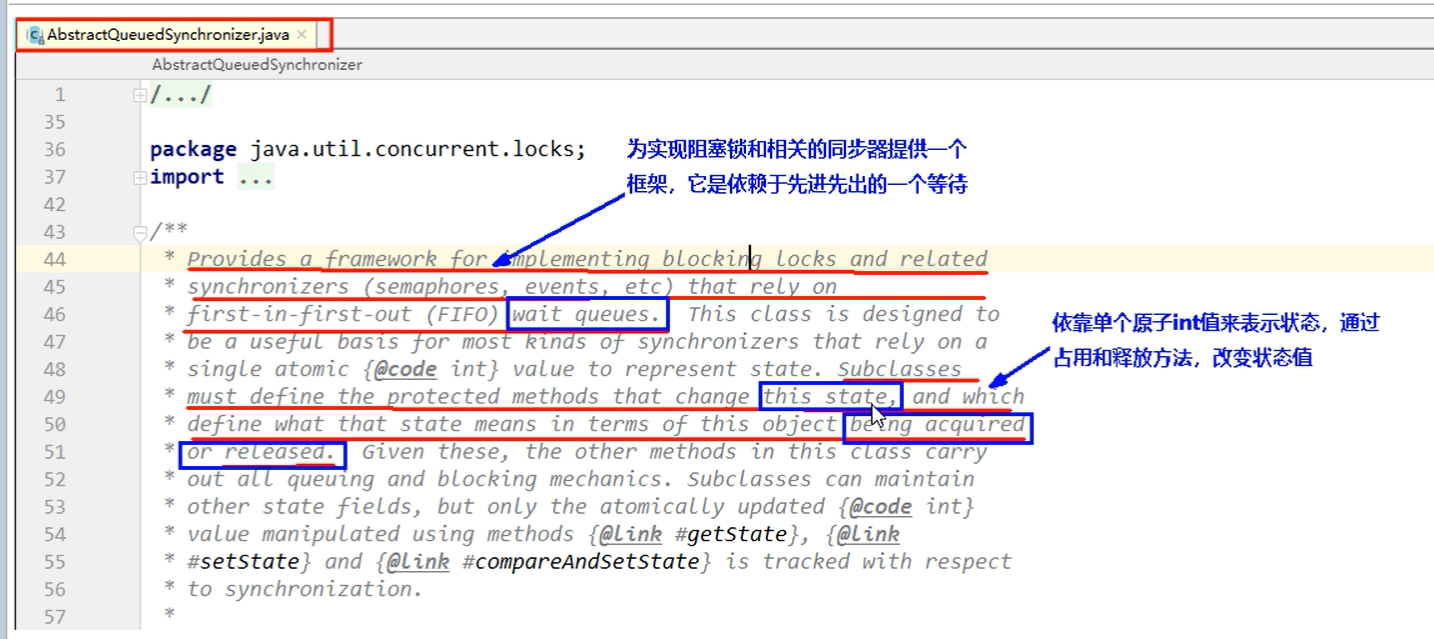 AbstractQueuedSynchronizer.java
AbstractQueuedSynchronizer
1 /.../
35
36 package java.util.concurrent.locks;
37 import ...
42
43 /**
44 * Provides a framework for implementing blocking locks and related
45 * synchronizers (semaphores, events, etc) that rely on
46 * first-in-first-out (FIFO) wait queues. This class is designed to
47 * be a useful basis for most kinds of synchronizers that rely on a
48 * single atomic {@code int} value to represent state. Subclasses
49 * must define the protected methods that change this state, and which
50 * define what that state means in terms of this object being acquired
51 * or released. Given these, the other methods in this class carry
52 * out all queuing and blocking mechanics. Subclasses can maintain
53 * other state fields, but only the atomically updated {@code int}
54 * value manipulated using methods {@link #getState}, {@link
55 * #setState} and {@link #compareAndSetState} is tracked with respect
56 * to synchronization.
57 *
为实现阻塞锁和相关的同步器提供一个
框架，它是依赖于先进先出的一个等待
依靠单个原子int值来表示状态，通过
占用和释放方法，改变状态值